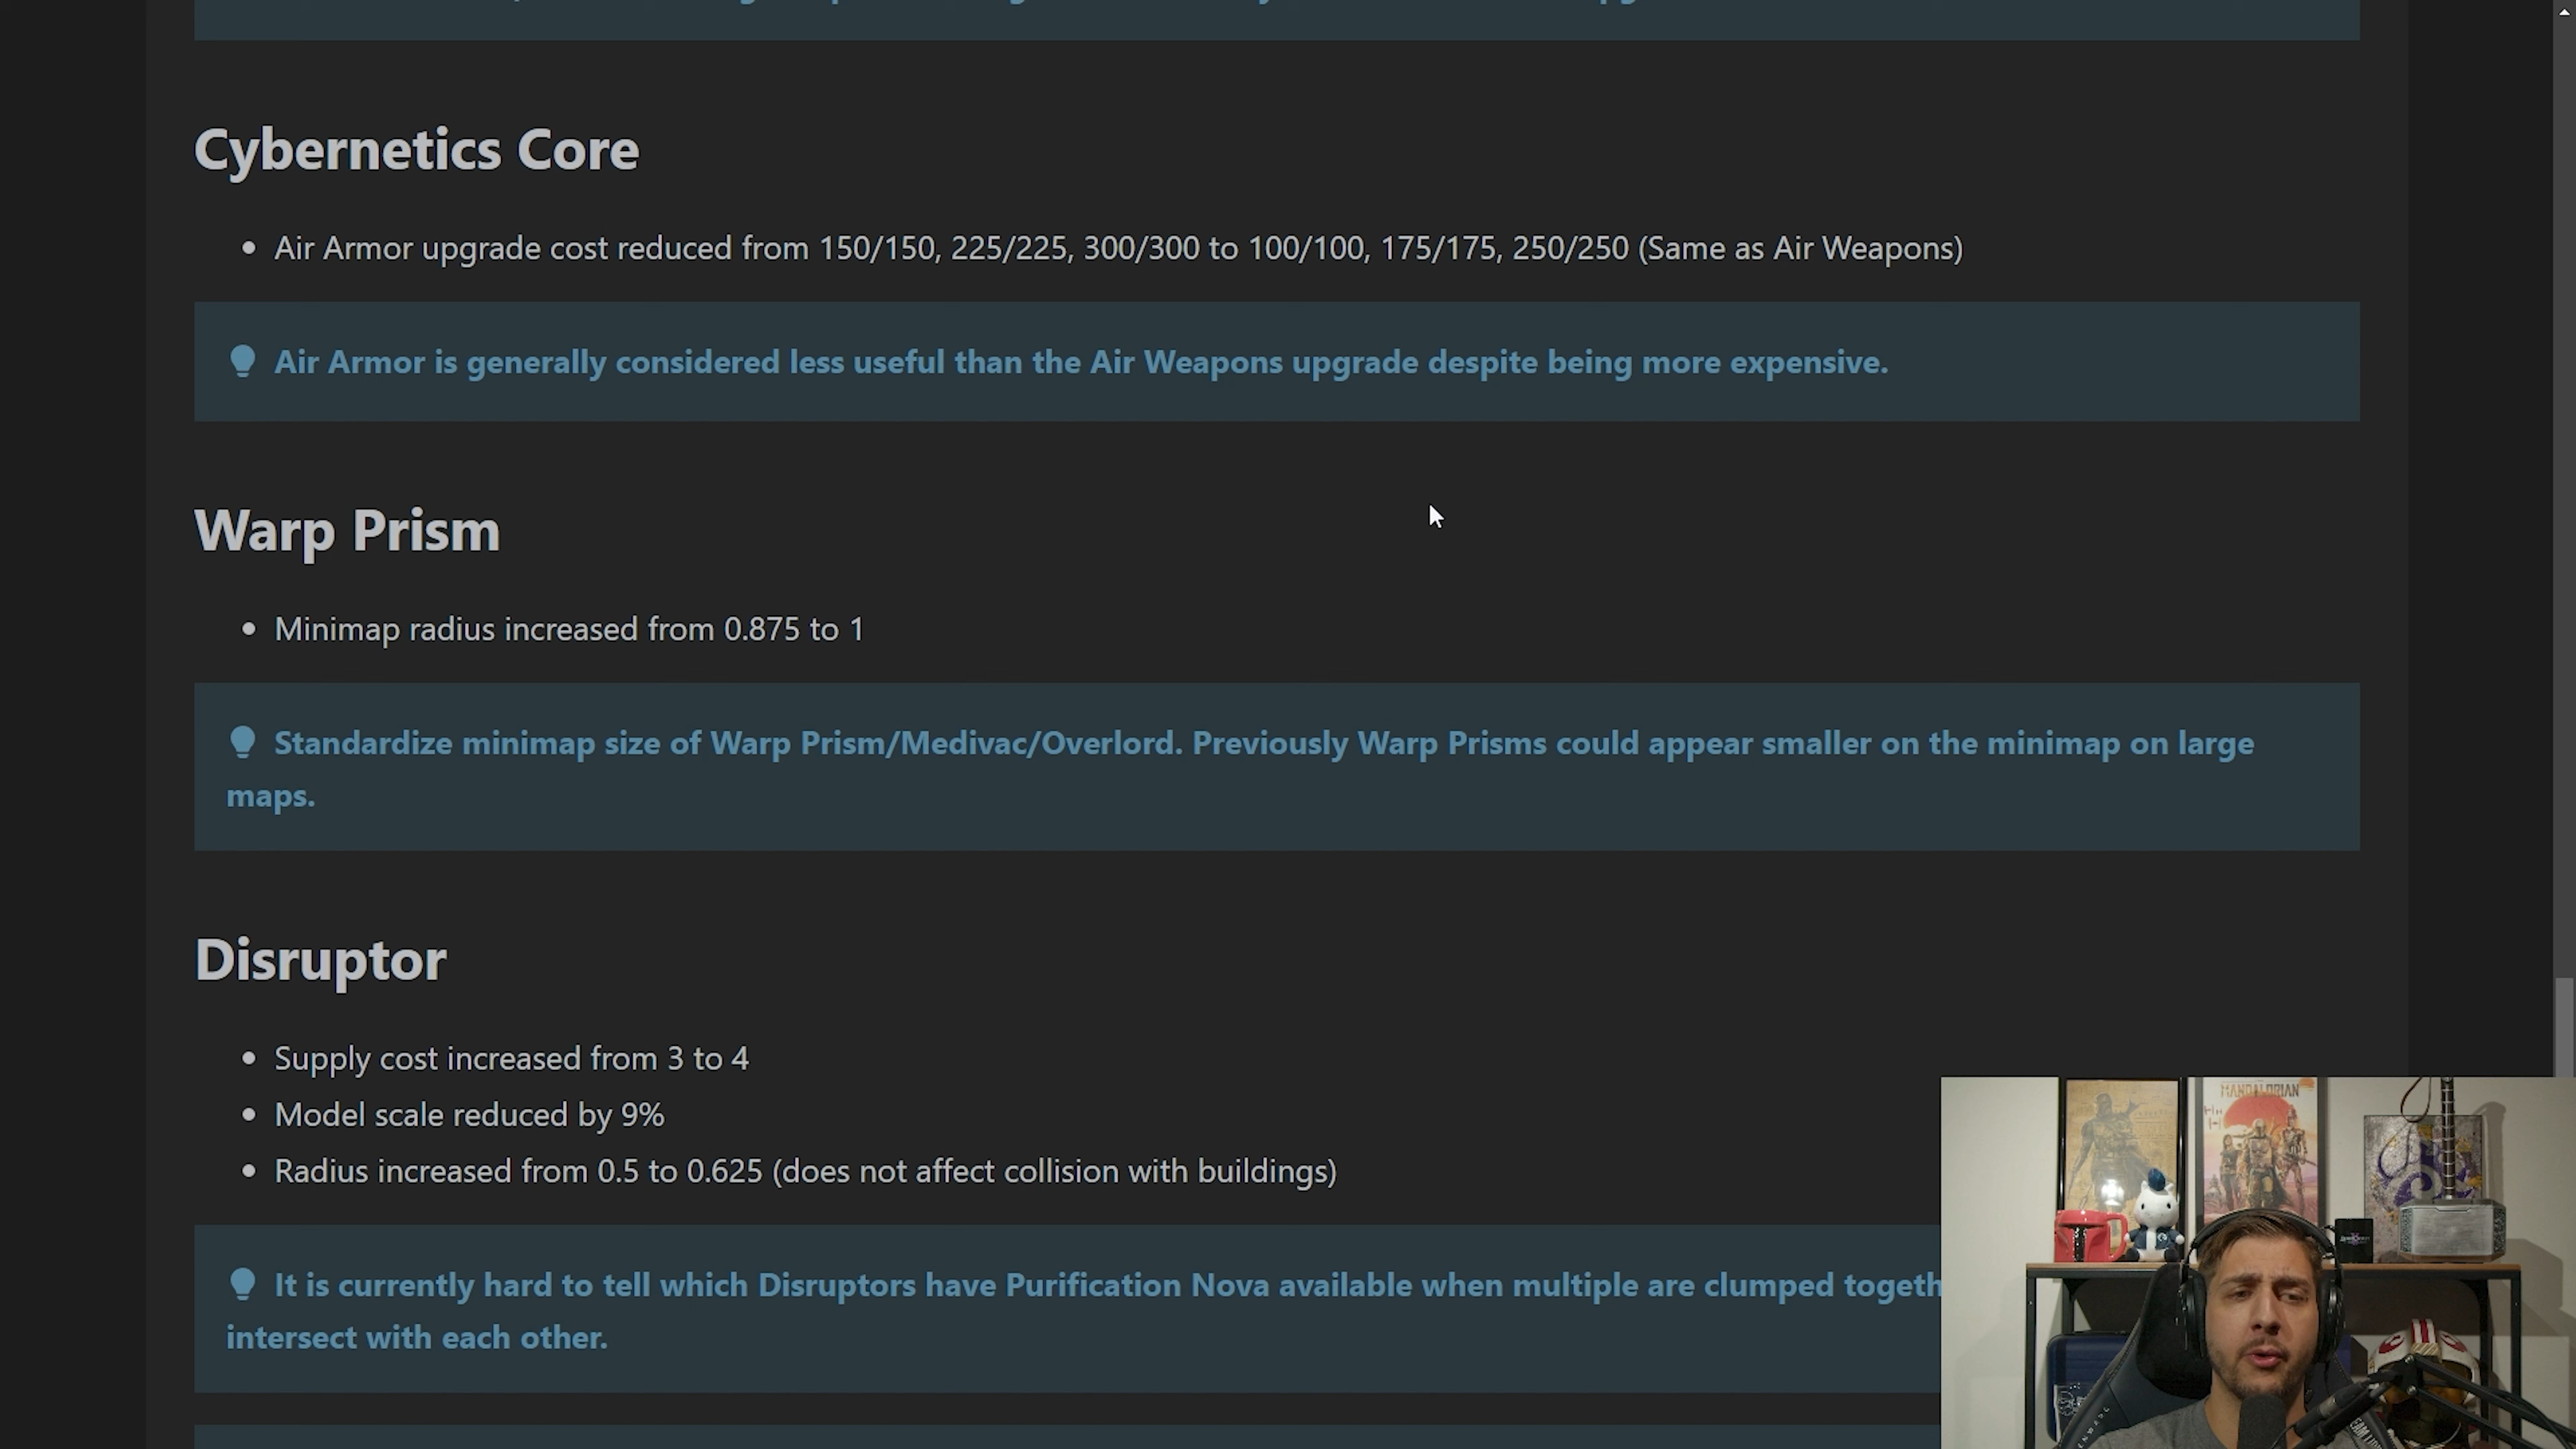 Cybernetics Core
• Air Armor upgrade cost reduced from 150/150, 225/225, 300/300 to 100/100, 175/175, 250/250 (Same as Air Weapons)
Air Armor is generally considered less useful than the Air Weapons upgrade despite being more expensive.
Warp Prism
• Minimap radius increased from 0.875 to 1
Standardize minimap size of Warp Prism/Medivac/Overlord. Previously Warp Prisms could appear smaller on the minimap on large
maps.
Disruptor
• Supply cost increased from 3 to 4
• Model scale reduced by 9%
• Radius increased from 0.5 to 0.625 (does not affect collision with buildings)
It is currently hard to tell which Disruptors have Purification Nova available when multiple are clumped togeth
intersect with each other.
MANDALORIAN